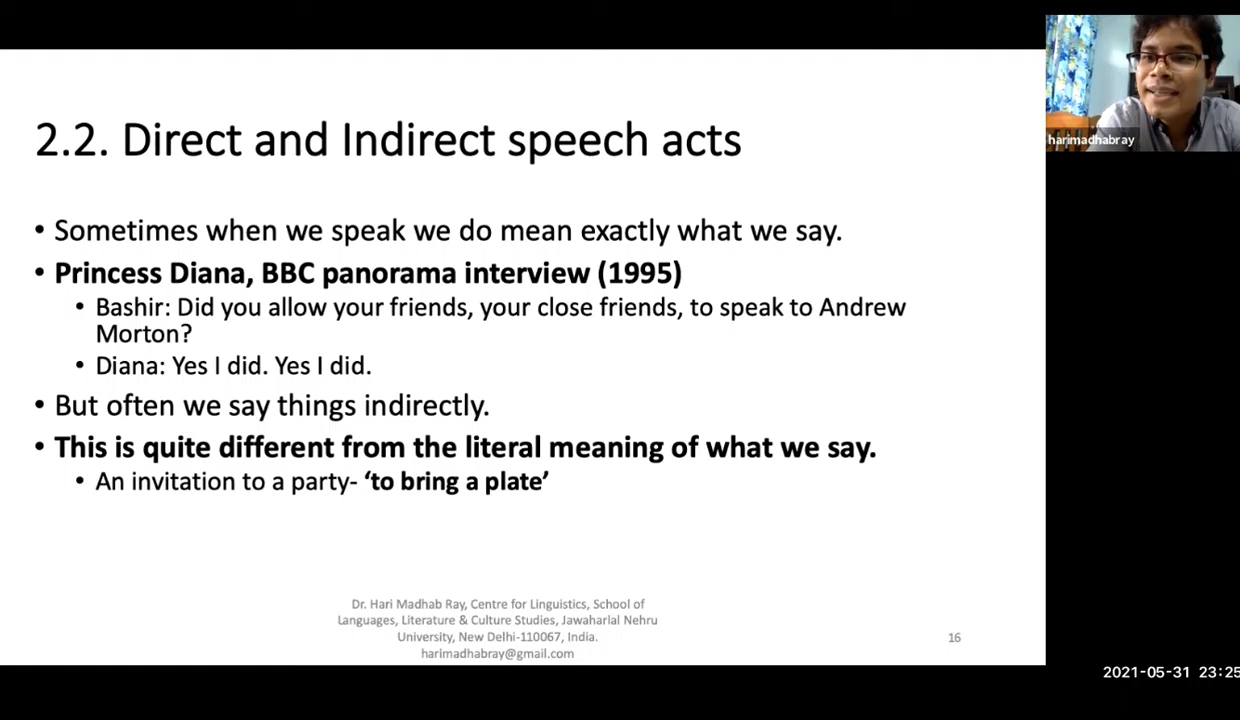 harimadhabray
2.2. Direct and Indirect speech acts
• Sometimes when we speak we do mean exactly what we say.
• Princess Diana, BBC panorama interview (1995)
• Bashir: Did you allow your friends, your close friends, to speak to Andrew
Morton?
• Diana: Yes I did. Yes I did.
• But often we say things indirectly.
• This is quite different from the literal meaning of what we say.
• An invitation to a party- ‘to bring a plate’
Dr. Hari Madhab Ray, Centre for Linguistics, School of
Languages, Literature & Culture Studies, Jawaharlal Nehru
University, New Delhi-110067, India.
harimadhabray@gmail.com
16
2021-05-31 23:25